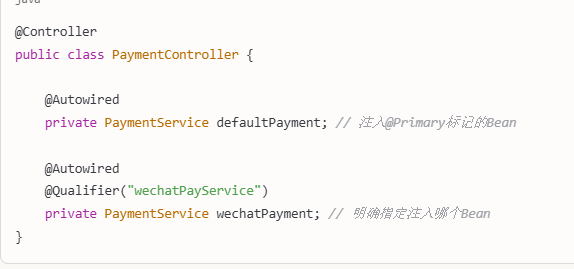 java
@Controller
public class PaymentController {
@Autowired
private PaymentService defaultPayment; // 注入@Primary标记的Bean
@Autowired
@Qualifier("wechatPayService")
private PaymentService wechatPayment; // 明确指定注入哪个Bean
}